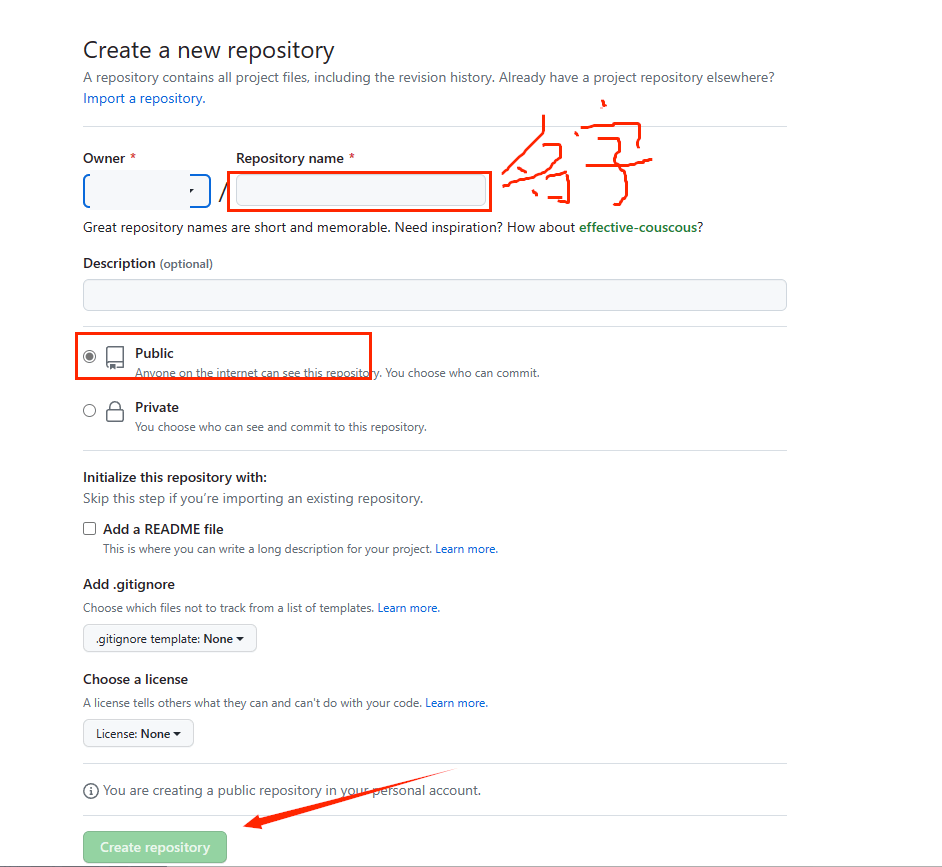 Create a new repository
A repository contains all project files, including the revision history. Already have a project repository elsewhere?
Import a repository.
Owner * Repository name *
/
名字
Great repository names are short and memorable. Need inspiration? How about effective-couscous?
Description (optional)
Public
Anyone on the internet can see this repository. You choose who can commit.
Private
You choose who can see and commit to this repository.
Initialize this repository with:
Skip this step if you’re importing an existing repository.
Add a README file
This is where you can write a long description for your project. Learn more.
Add .gitignore
Choose which files not to track from a list of templates. Learn more.
.gitignore template: None
Choose a license
A license tells others what they can and can't do with your code. Learn more.
License: None
You are creating a public repository in your personal account.
Create repository